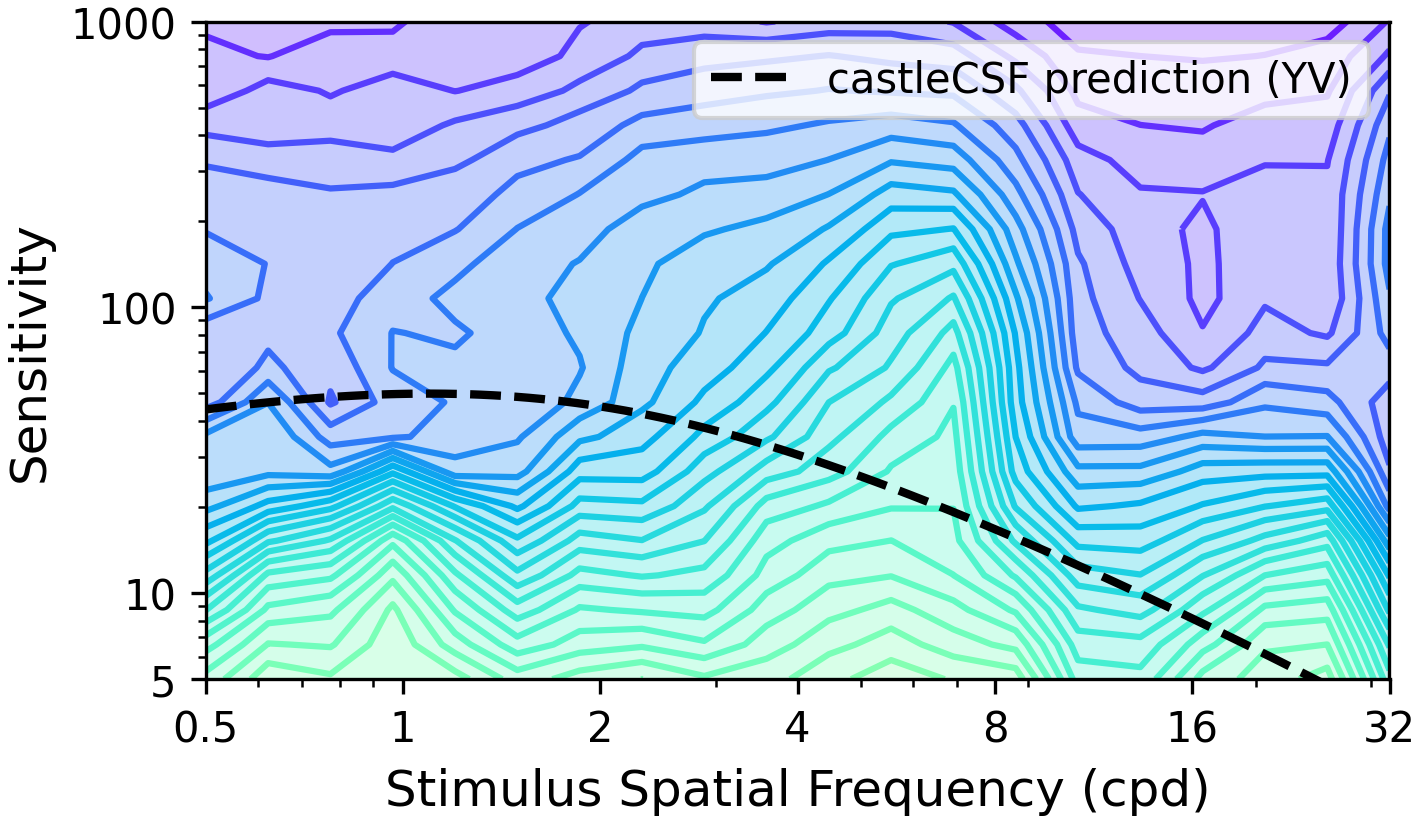 1000
100
10
5
Sensitivity
castleCSF prediction (YV)
0.5 1 2 4 8 16 32
Stimulus Spatial Frequency (cpd)